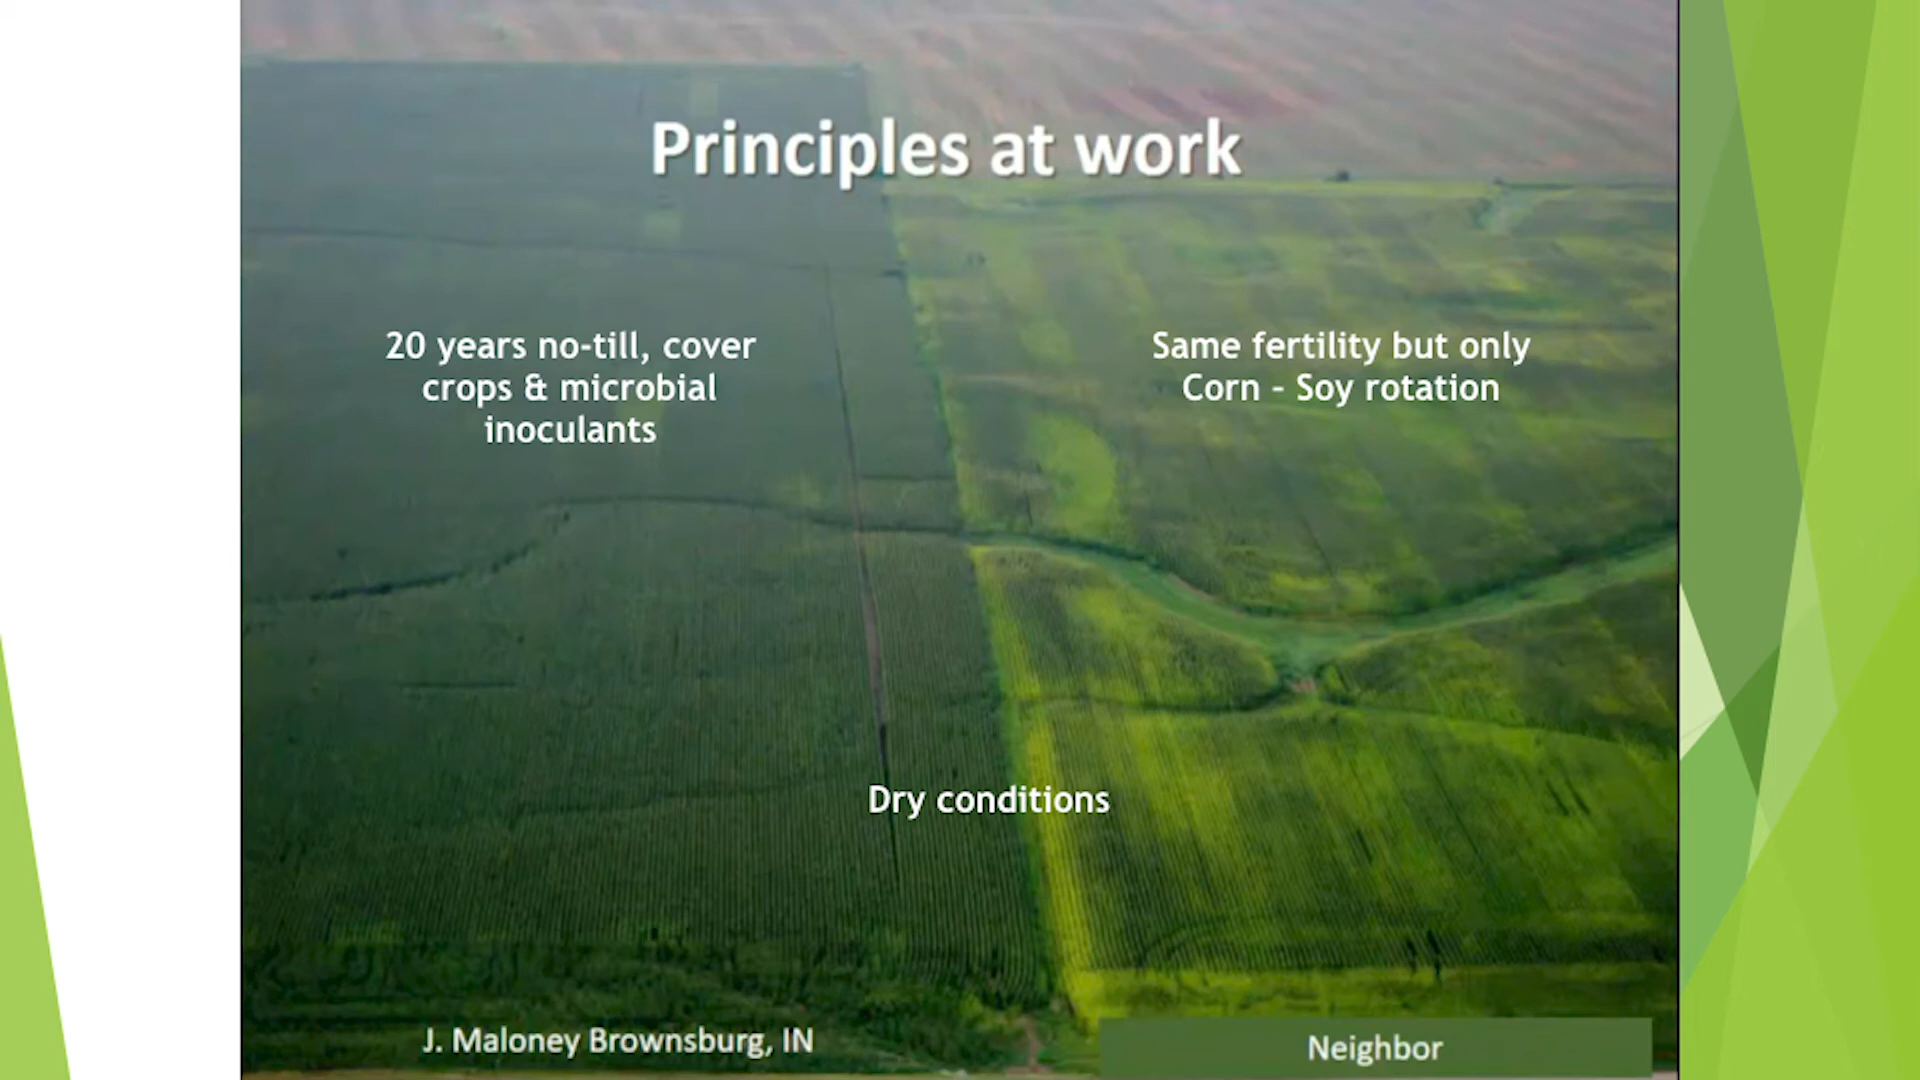 Principles at work
20 years no-till, cover
crops & microbial
inoculants
Same fertility but only
Corn - Soy rotation
Dry conditions
J. Maloney Brownsburg, IN
Neighbor